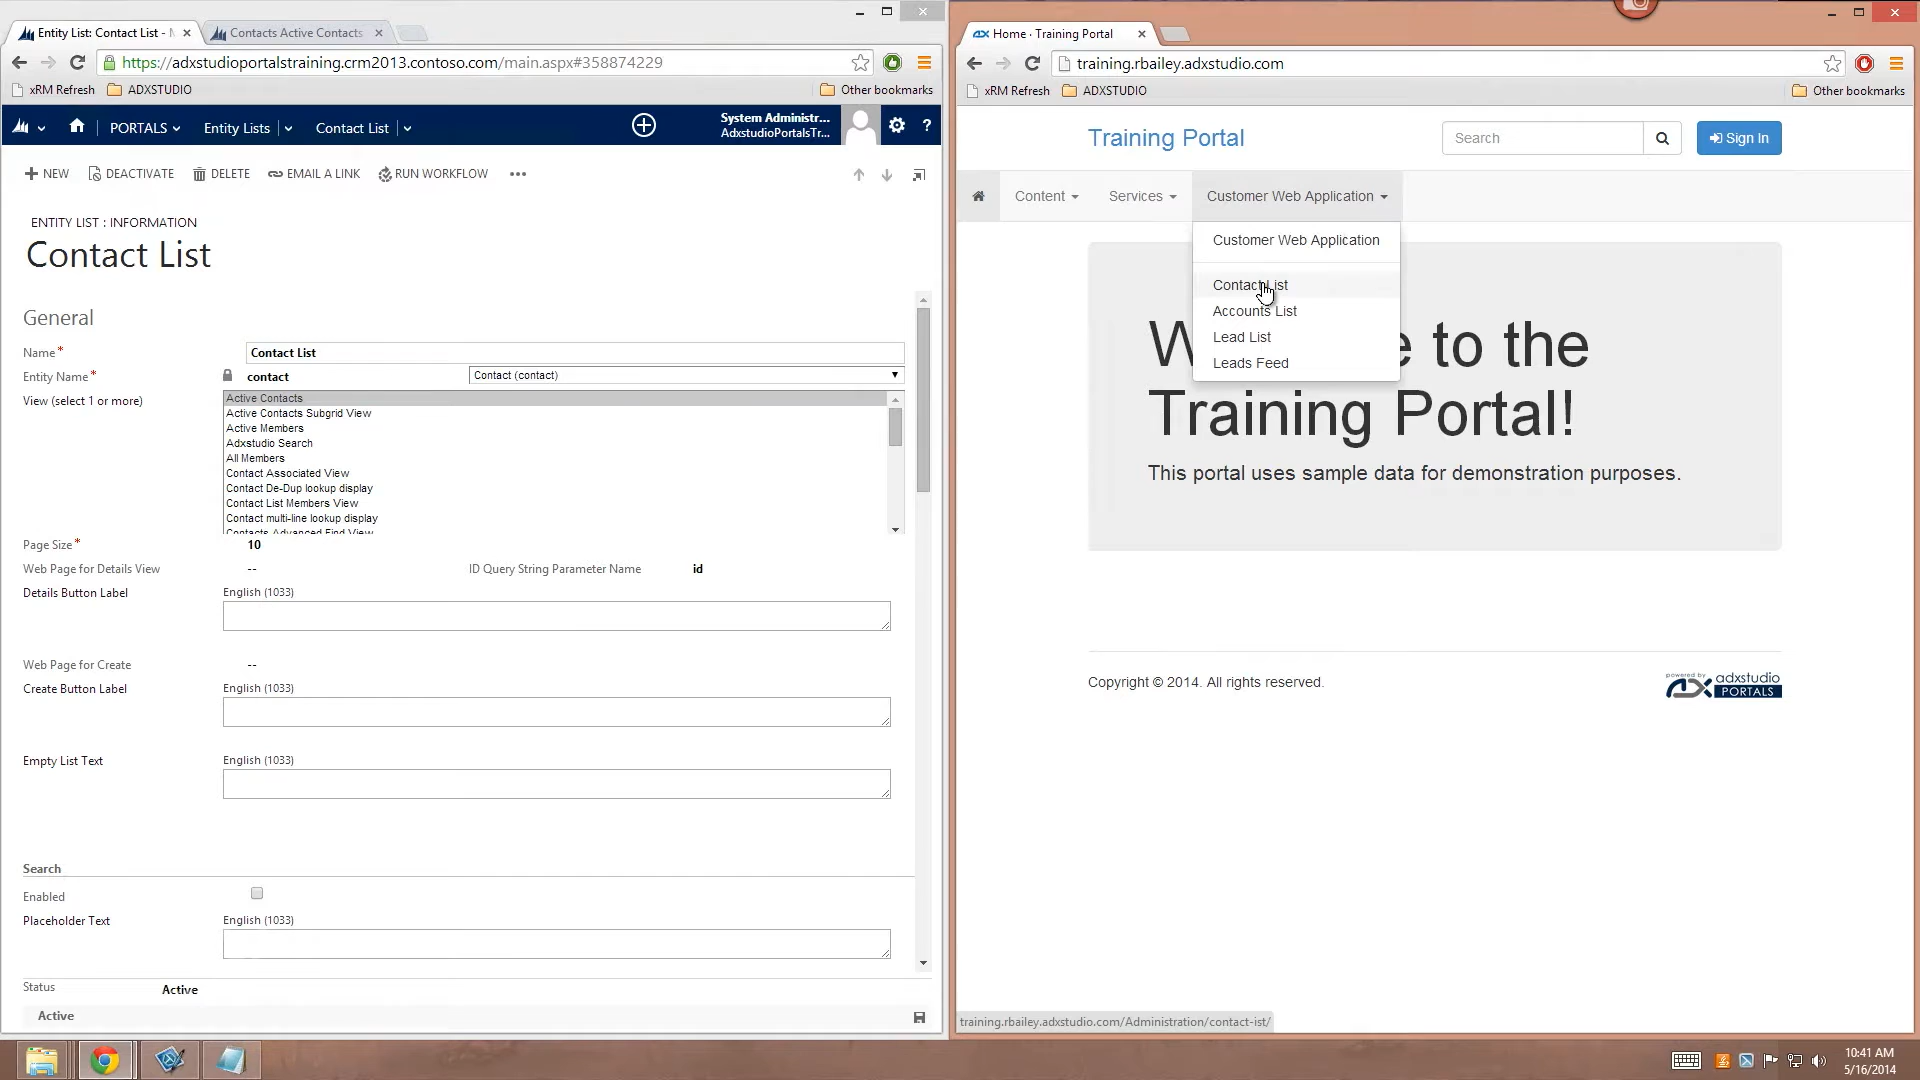 Entity List: Contact List - M
Contacts Active Contacts
https://adxstudioportalstraining.crm2013.contoso.com/main.aspx#358874229
xRM Refresh
ADXSTUDIO
Other bookmarks
PORTALS
Entity Lists
Contact List
System Administr...
AdxstudioPortalsTr...
?
NEW
DEACTIVATE
DELETE
EMAIL A LINK
RUN WORKFLOW
ENTITY LIST : INFORMATION
Contact List
General
Name* Contact List
Entity Name* contact Contact (contact)
View (select 1 or more)
Active Contacts
Active Contacts Subgrid View
Active Members
Adxstudio Search
All Members
Contact Associated View
Contact De-Dup lookup display
Contact List Members View
Contact multi-line lookup display
Contacts Advanced Find View
Page Size* 10
Web Page for Details View -- ID Query String Parameter Name id
Details Button Label English (1033)
Web Page for Create --
Create Button Label English (1033)
Empty List Text English (1033)
Search
Enabled
Placeholder Text English (1033)
Status Active
Active
Home · Training Portal
training.rbailey.adxstudio.com
xRM Refresh
ADXSTUDIO
Other bookmarks
Training Portal
Search
Sign In
Content
Services
Customer Web Application
Customer Web Application
Contact List
Accounts List
Lead List
Leads Feed
W e to the
Training Portal!
This portal uses sample data for demonstration purposes.
Copyright © 2014. All rights reserved.
powered by
adxstudio
PORTALS
training.rbailey.adxstudio.com/Administration/contact-ist/
10:41 AM
5/16/2014